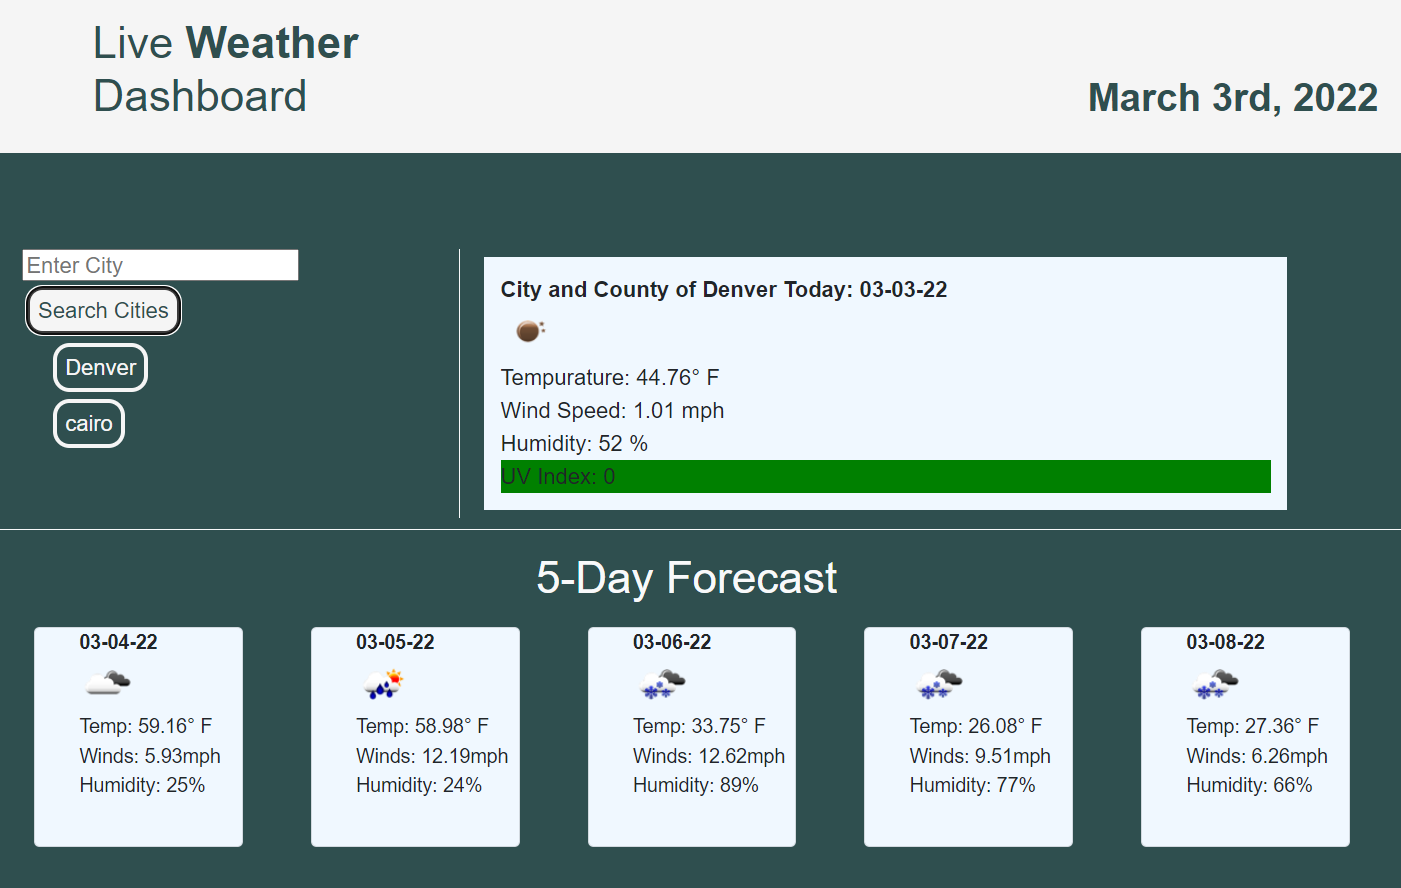 Live Weather
Dashboard
March 3rd, 2022
Enter City
Search Cities
Denver
cairo
City and County of Denver Today: 03-03-22
Tempurature: 44.76° F
Wind Speed: 1.01 mph
Humidity: 52 %
UV Index: 0
5-Day Forecast
03-04-22
Temp: 59.16° F
Winds: 5.93mph
Humidity: 25%
03-05-22
Temp: 58.98° F
Winds: 12.19mph
Humidity: 24%
03-06-22
Temp: 33.75° F
Winds: 12.62mph
Humidity: 89%
03-07-22
Temp: 26.08° F
Winds: 9.51mph
Humidity: 77%
03-08-22
Temp: 27.36° F
Winds: 6.26mph
Humidity: 66%